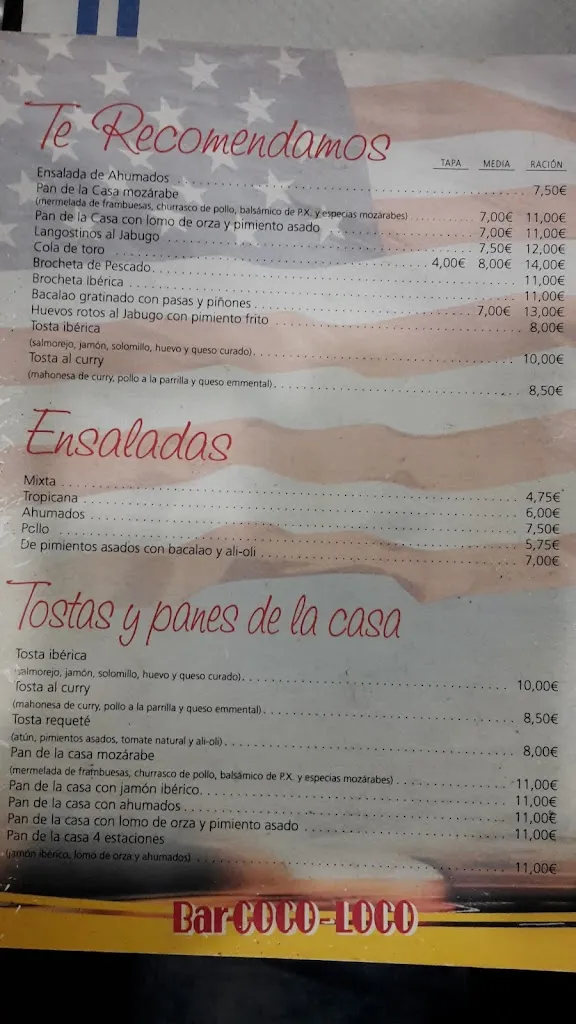 Te Recomendamos
TAPA MEDIA RACIÓN
Ensalada de Ahumados 7,50€
Pan de la Casa mozárabe
(mermelada de frambuesas, churrasco de pollo, balsámico de P.X. y especias mozárabes) 7,00€ 11,00€
Pan de la Casa con lomo de orza y pimiento asado 7,00€ 11,00€
Langostinos al Jabugo 7,50€ 12,00€
Cola de toro 4,00€ 8,00€ 14,00€
Brocheta de Pescado 11,00€
Brocheta ibérica 11,00€
Bacalao gratinado con pasas y piñones 7,00€ 13,00€
Huevos rotos al Jabugo con pimiento frito 8,00€
Tosta ibérica
(salmorejo, jamón, solomillo, huevo y queso curado) 10,00€
Tosta al curry
(mahonesa de curry, pollo a la parrilla y queso emmental) 8,50€
Ensaladas
Mixta 4,75€
Tropicana 6,00€
Ahumados 7,50€
Pollo 5,75€
De pimientos asados con bacalao y ali-oli 7,00€
Tostas y panes de la casa
Tosta ibérica
(salmorejo, jamón, solomillo, huevo y queso curado) 10,00€
Tosta al curry
(mahonesa de curry, pollo a la parrilla y queso emmental) 8,50€
Tosta requeté
(atún, pimientos asados, tomate natural y ali-oli) 8,00€
Pan de la casa mozárabe
(mermelada de frambuesas, churrasco de pollo, balsámico de P.X. y especias mozárabes) 11,00€
Pan de la casa con jamón ibérico 11,00€
Pan de la casa con ahumados 11,00€
Pan de la casa con lomo de orza y pimiento asado 11,00€
Pan de la casa 4 estaciones
(jamón ibérico, lomo de orza y ahumados) 11,00€
Bar COCO-LOCO